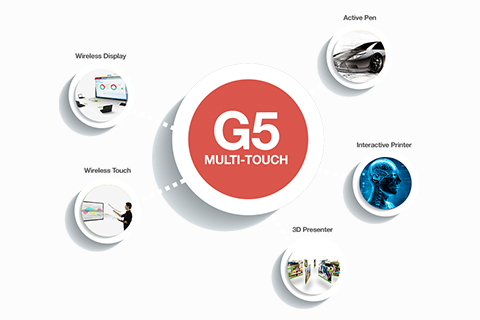 Active Pen
Wireless Display
G5
MULTI-TOUCH
Interactive Printer
Wireless Touch
3D Presenter